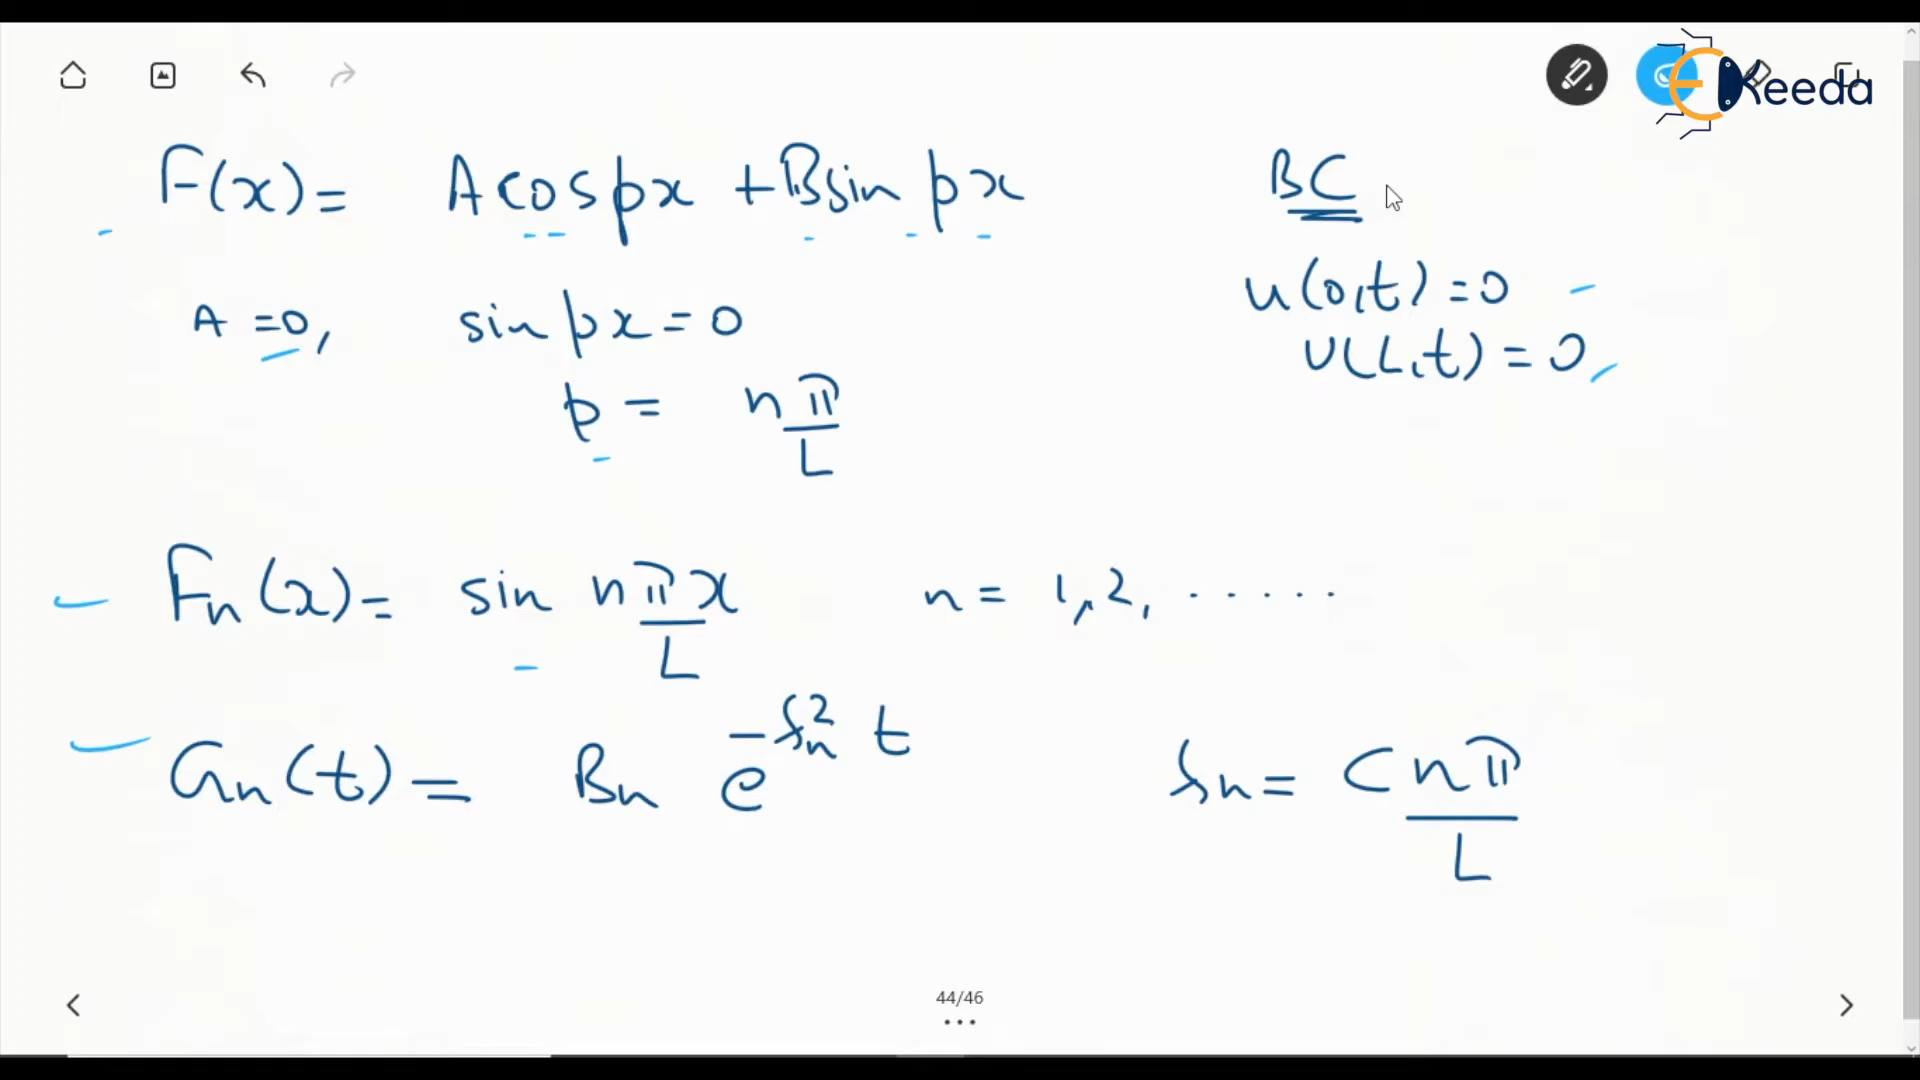 EKeeda
F(x) = A cos px + B sin px
BC
u(0,t) = 0
A = 0, sin px = 0
U(L,t) = 0
p = nπ/L
Fn(x) = sin nπx/L n = 1, 2, .....
Gn(t) = Bn e^-λn² t λn = Cnπ/L
44/46